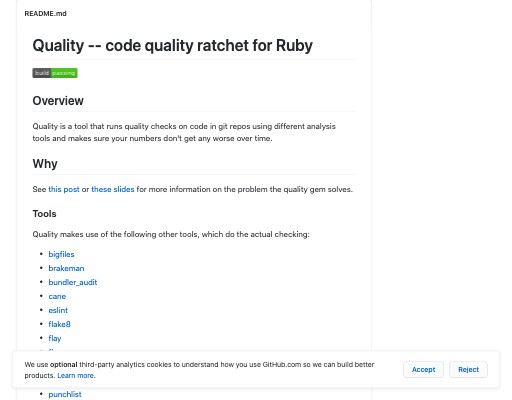 README.md
Quality -- code quality ratchet for Ruby
build passing
Overview
Quality is a tool that runs quality checks on code in git repos using different analysis
tools and makes sure your numbers don't get any worse over time.
Why
See this post or these slides for more information on the problem the quality gem solves.
Tools
Quality makes use of the following other tools, which do the actual checking:
• bigfiles
• brakeman
• bundler_audit
• cane
• eslint
• flake8
• flay
We use optional third-party analytics cookies to understand how you use GitHub.com so we can build better
products. Learn more.
Accept
Reject
• punchlist